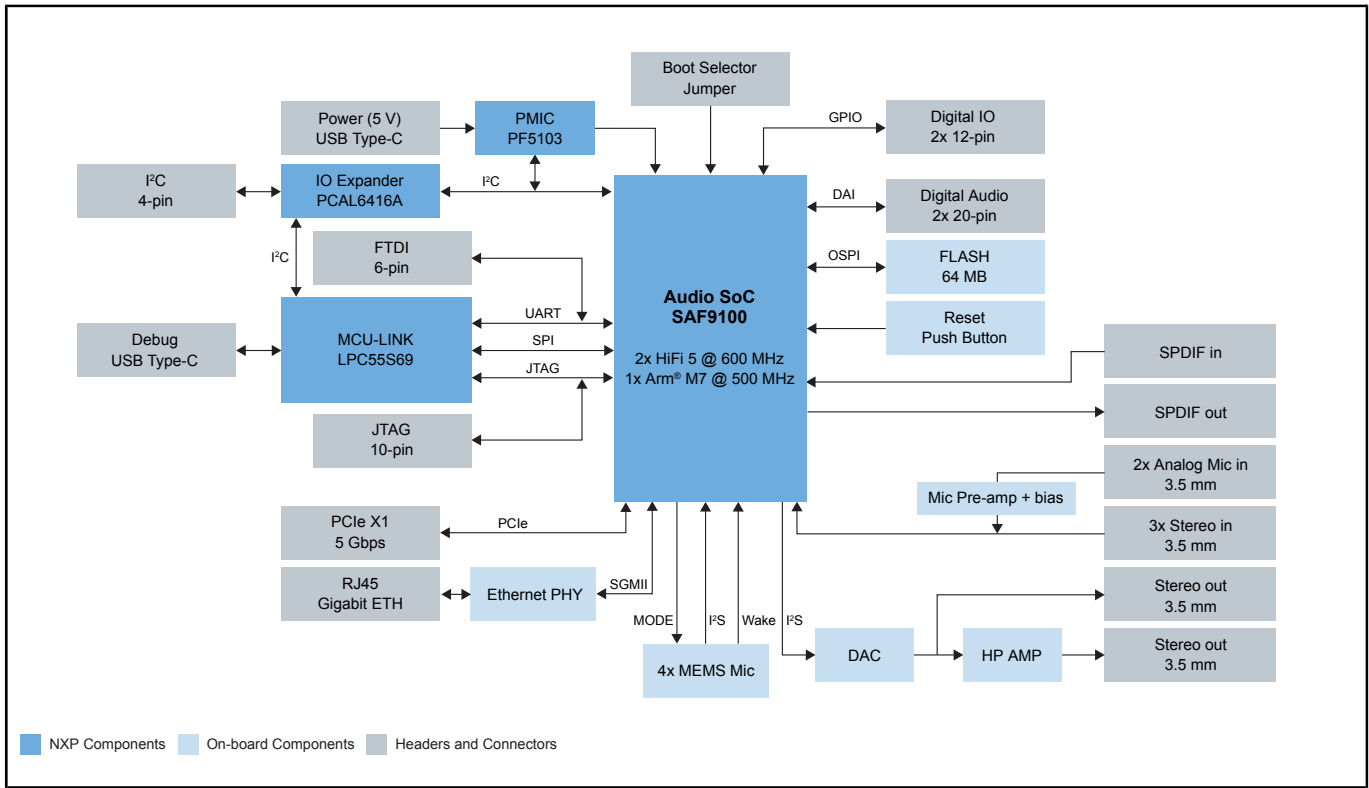 Boot Selector
Jumper
Power (5 V)
USB Type-C
PMIC
PF5103
GPIO
Digital IO
2x 12-pin
I²C
4-pin
IO Expander
PCAL6416A
I²C
DAI
Digital Audio
2x 20-pin
I²C
FTDI
6-pin
OSPI
FLASH
64 MB
Audio SoC
SAF9100
2x HiFi 5 @ 600 MHz
1x Arm® M7 @ 500 MHz
Reset
Push Button
Debug
USB Type-C
MCU-LINK
LPC55S69
UART
SPI
JTAG
SPDIF in
SPDIF out
JTAG
10-pin
2x Analog Mic in
3.5 mm
Mic Pre-amp + bias
3x Stereo in
3.5 mm
PCIe X1
5 Gbps
PCIe
RJ45
Gigabit ETH
Ethernet PHY
SGMII
MODE
I²S
Wake
I²S
4x MEMS Mic
DAC
HP AMP
Stereo out
3.5 mm
Stereo out
3.5 mm
NXP Components
On-board Components
Headers and Connectors